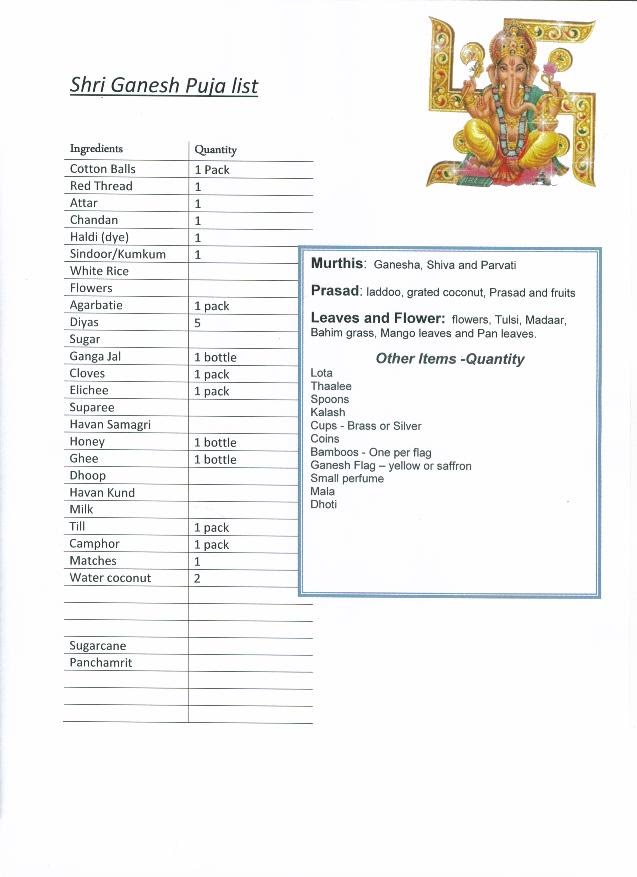 Shri Ganesh Puja list
Ingredients Quantity
Cotton Balls 1 Pack
Red Thread 1
Attar 1
Chandan 1
Haldi (dye) 1
Sindoor/Kumkum 1
White Rice
Flowers
Agarbatie 1 pack
Diyas 5
Sugar
Ganga Jal 1 bottle
Cloves 1 pack
Elichee 1 pack
Suparee
Havan Samagri
Honey 1 bottle
Ghee 1 bottle
Dhoop
Havan Kund
Milk
Till 1 pack
Camphor 1 pack
Matches 1
Water coconut 2
Sugarcane
Panchamrit
Murthis: Ganesha, Shiva and Parvati
Prasad: laddoo, grated coconut, Prasad and fruits
Leaves and Flower: flowers, Tulsi, Madaar,
Bahim grass, Mango leaves and Pan leaves.
Other Items -Quantity
Lota
Thaalee
Spoons
Kalash
Cups - Brass or Silver
Coins
Bamboos - One per flag
Ganesh Flag – yellow or saffron
Small perfume
Mala
Dhoti